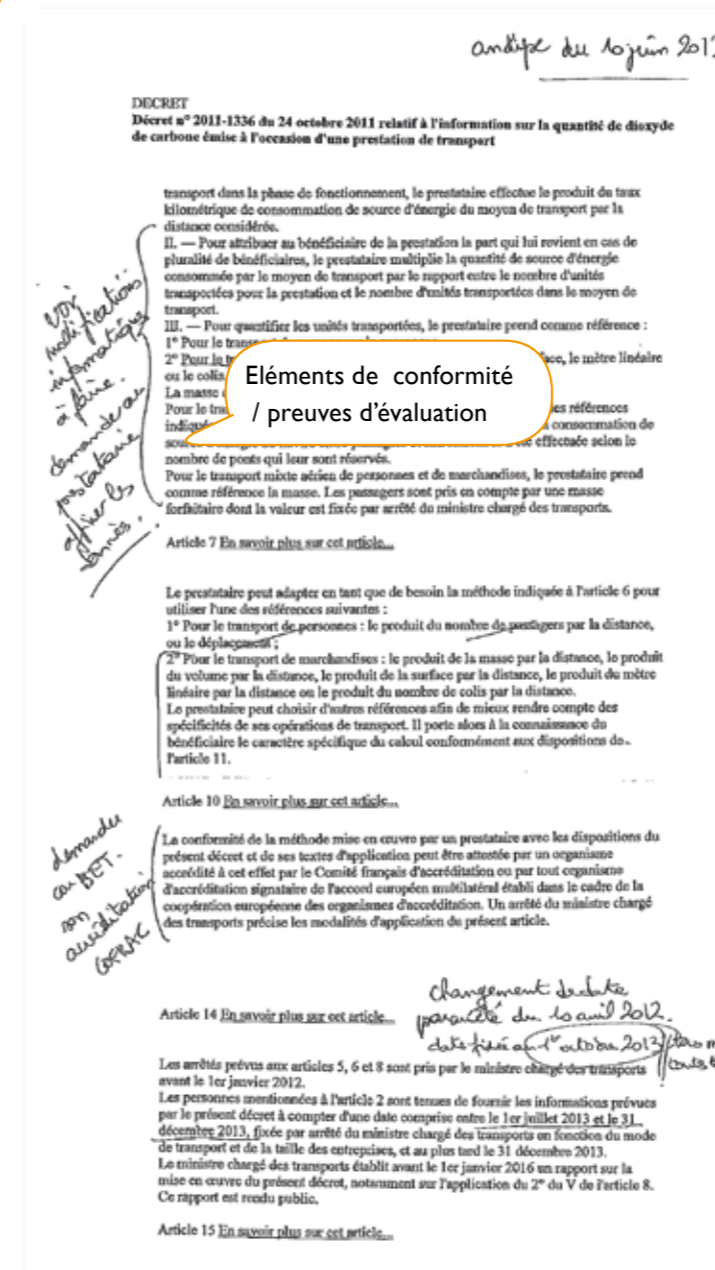 du 10 juin 201
DECRET
Décret n° 2011-1336 du 24 octobre 2011 relatif à l'information sur la quantité de dioxyde
de carbone émise à l'occasion d'une prestation de transport
transport dans la phase de fonctionnement, le prestataire effectue le produit du taux
kilométrique de consommation de source d'énergie du moyen de transport par la
distance considérée.
II. — Pour attribuer au bénéficiaire de la prestation la part qui lui revient en cas de
pluralité de bénéficiaires, le prestataire multiplie la quantité de source d'énergie
consommée par le moyen de transport par le rapport entre le nombre d'unités
transportées pour la prestation et le nombre d'unités transportées dans le moyen de
transport.
III. — Pour quantifier les unités transportées, le prestataire prend comme référence :
1° Pour le
2° Pour le face, le mètre linéaire
ou le colis
La masse
Pour le es références
indiqu consommation de
effectuée selon le
nombre de ponts qui leur sont réservés.
Pour le transport mixte aérien de personnes et de marchandises, le prestataire prend
comme référence la masse. Les passagers sont pris en compte par une masse
forfaitaire dont la valeur est fixée par arrêté du ministre chargé des transports.
Eléments de conformité
/ preuves d'évaluation
voir
modifications
informatiques
à faire.
demander au
prestataire
affiner les
données.
Article 7 En savoir plus sur cet article...
Le prestataire peut adapter en tant que de besoin la méthode indiquée à l'article 6 pour
utiliser l'une des références suivantes :
1° Pour le transport de personnes : le produit du nombre de passagers par la distance,
ou le déplacement ;
2° Pour le transport de marchandises : le produit de la masse par la distance, le produit
du volume par la distance, le produit de la surface par la distance, le produit du mètre
linéaire par la distance ou le produit du nombre de colis par la distance.
Le prestataire peut choisir d'autres références afin de mieux rendre compte des
spécificités de ses opérations de transport. Il porte alors à la connaissance du
bénéficiaire le caractère spécifique du calcul conformément aux dispositions de
l'article 11.
Article 10 En savoir plus sur cet article...
demander
au BET.
son
accréditation
COFRAC
La conformité de la méthode mise en œuvre par un prestataire avec les dispositions du
présent décret et de ses textes d'application peut être attestée par un organisme
accrédité à cet effet par le Comité français d'accréditation ou par tout organisme
d'accréditation signataire de l'accord européen multilatéral établi dans le cadre de la
coopération européenne des organismes d'accréditation. Un arrêté du ministre chargé
des transports précise les modalités d'application du présent article.
changement de date
par arrêté du 10 avril 2012.
date fixée au 1er octobre 2013
Article 14 En savoir plus sur cet article...
Les arrêtés prévus aux articles 5, 6 et 8 sont pris par le ministre chargé des transports
avant le 1er janvier 2012.
Les personnes mentionnées à l'article 2 sont tenues de fournir les informations prévues
par le présent décret à compter d'une date comprise entre le 1er juillet 2013 et le 31
décembre 2013, fixée par arrêté du ministre chargé des transports en fonction du mode
de transport et de la taille des entreprises, et au plus tard le 31 décembre 2013.
Le ministre chargé des transports établit avant le 1er janvier 2016 un rapport sur la
mise en œuvre du présent décret, notamment sur l'application du 2° du V de l'article 8.
Ce rapport est rendu public.
Article 15 En savoir plus sur cet article...